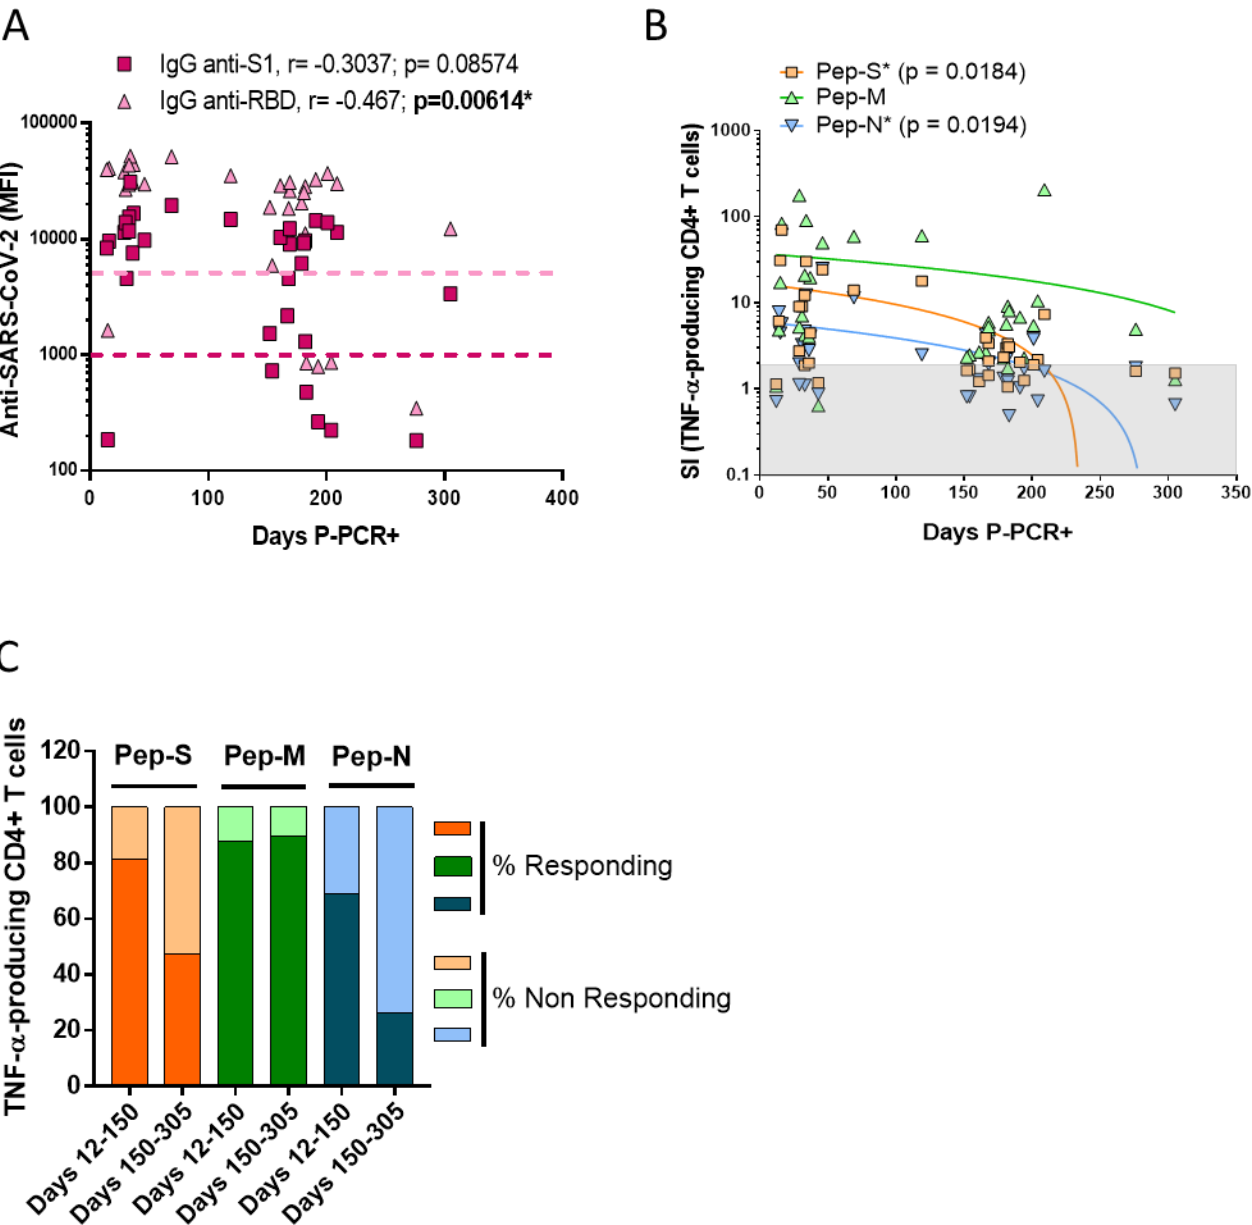 A
IgG anti-S1, r= -0.3037; p= 0.08574
IgG anti-RBD, r= -0.467; p=0.00614*
Anti-SARS-CoV-2 (MFI)
100000
10000
1000
100
0 100 200 300 400
Days P-PCR+
B
Pep-S* (p = 0.0184)
Pep-M
Pep-N* (p = 0.0194)
SI (TNF-α-producing CD4+ T cells)
1000
100
10
1
0.1
0 50 100 150 200 250 300 350
Days P-PCR+
C
TNF-α-producing CD4+ T cells
120
100
80
60
40
20
0
Pep-S Pep-M Pep-N
% Responding
% Non Responding
Days 12-150
Days 150-305
Days 12-150
Days 150-305
Days 12-150
Days 150-305